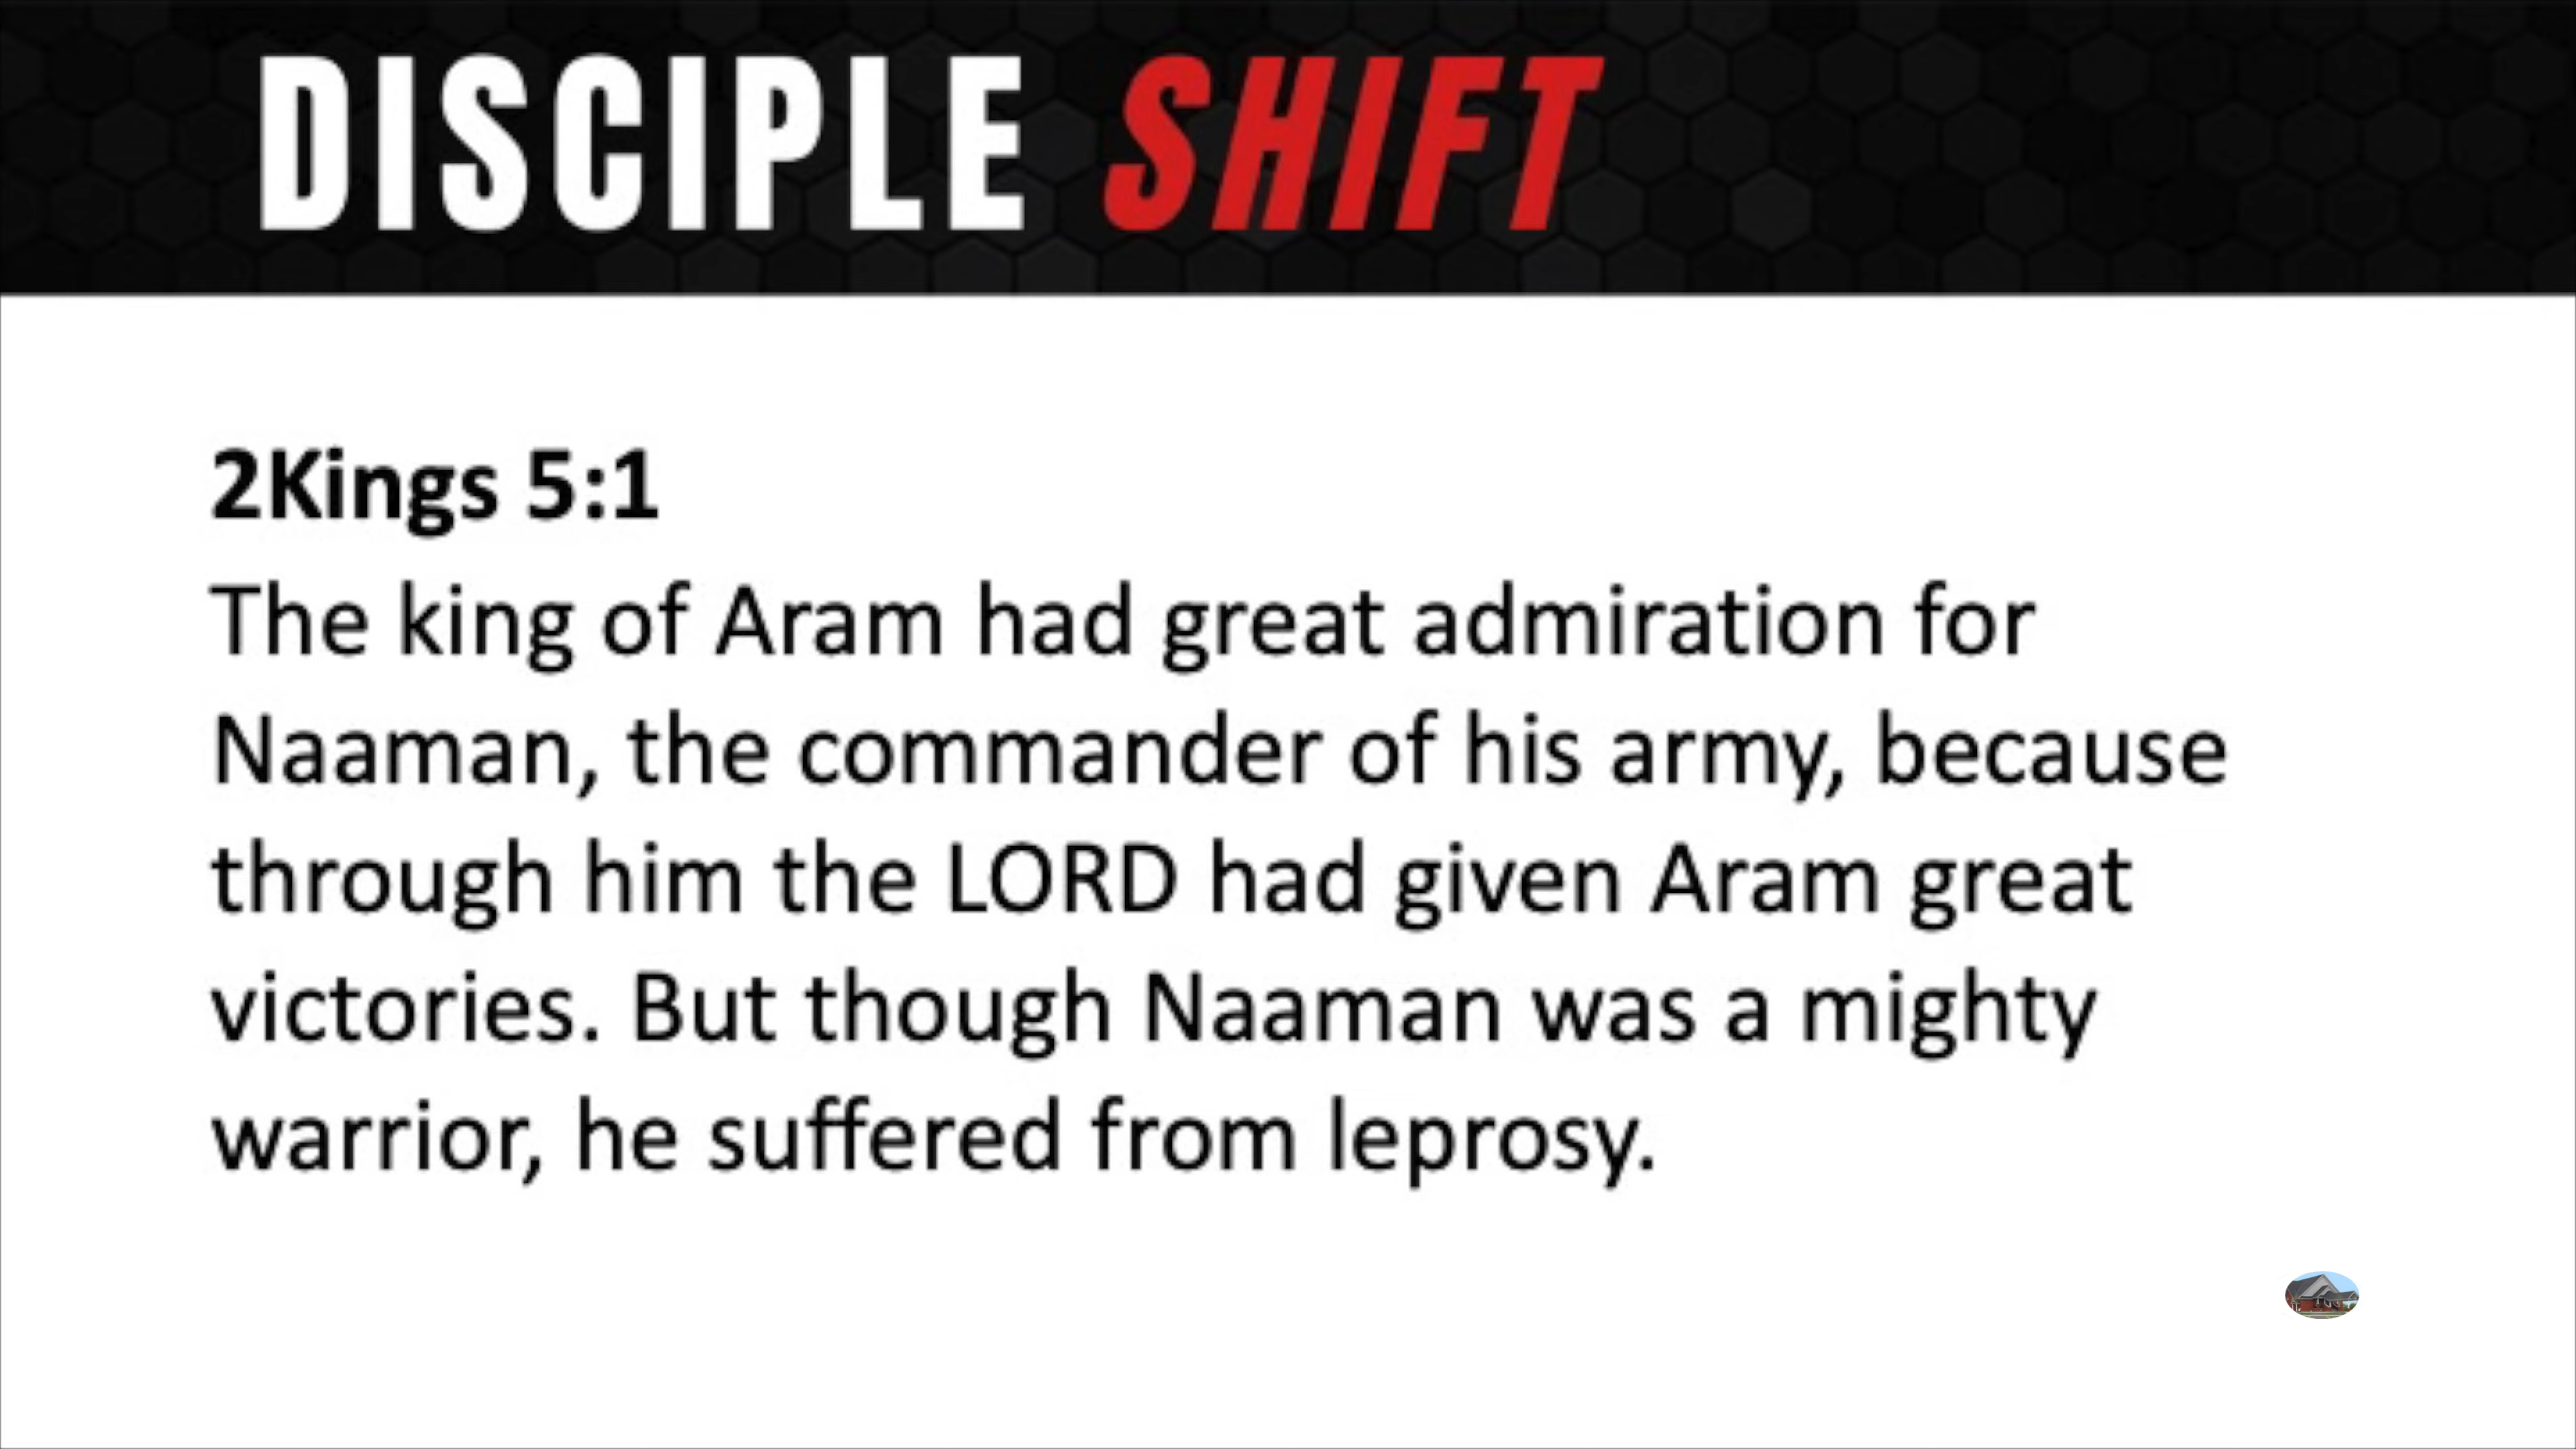 DISCIPLE SHIFT
2Kings 5:1
The king of Aram had great admiration for
Naaman, the commander of his army, because
through him the LORD had given Aram great
victories. But though Naaman was a mighty
warrior, he suffered from leprosy.